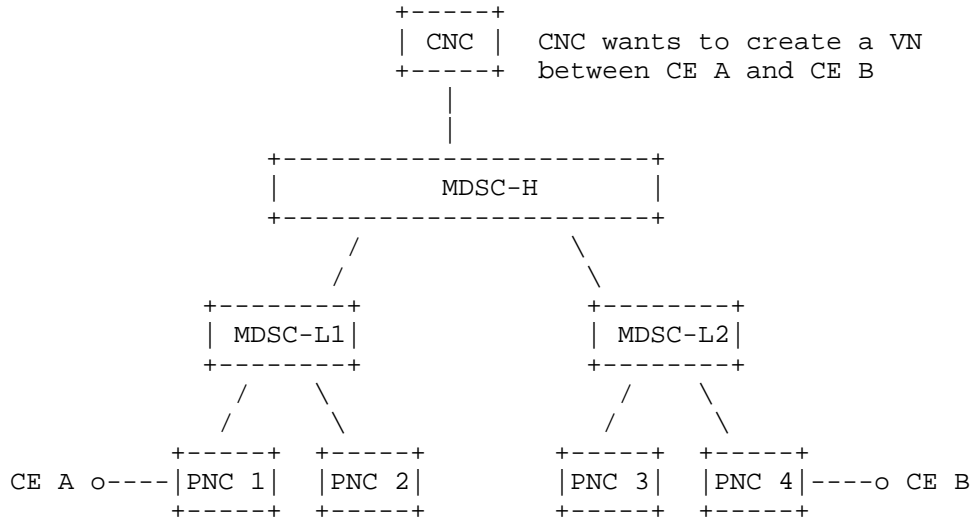 CNC CNC wants to create a VN
between CE A and CE B
MDSC-H
MDSC-L1 MDSC-L2
CE A o----|PNC 1| |PNC 2| |PNC 3| |PNC 4|----o CE B